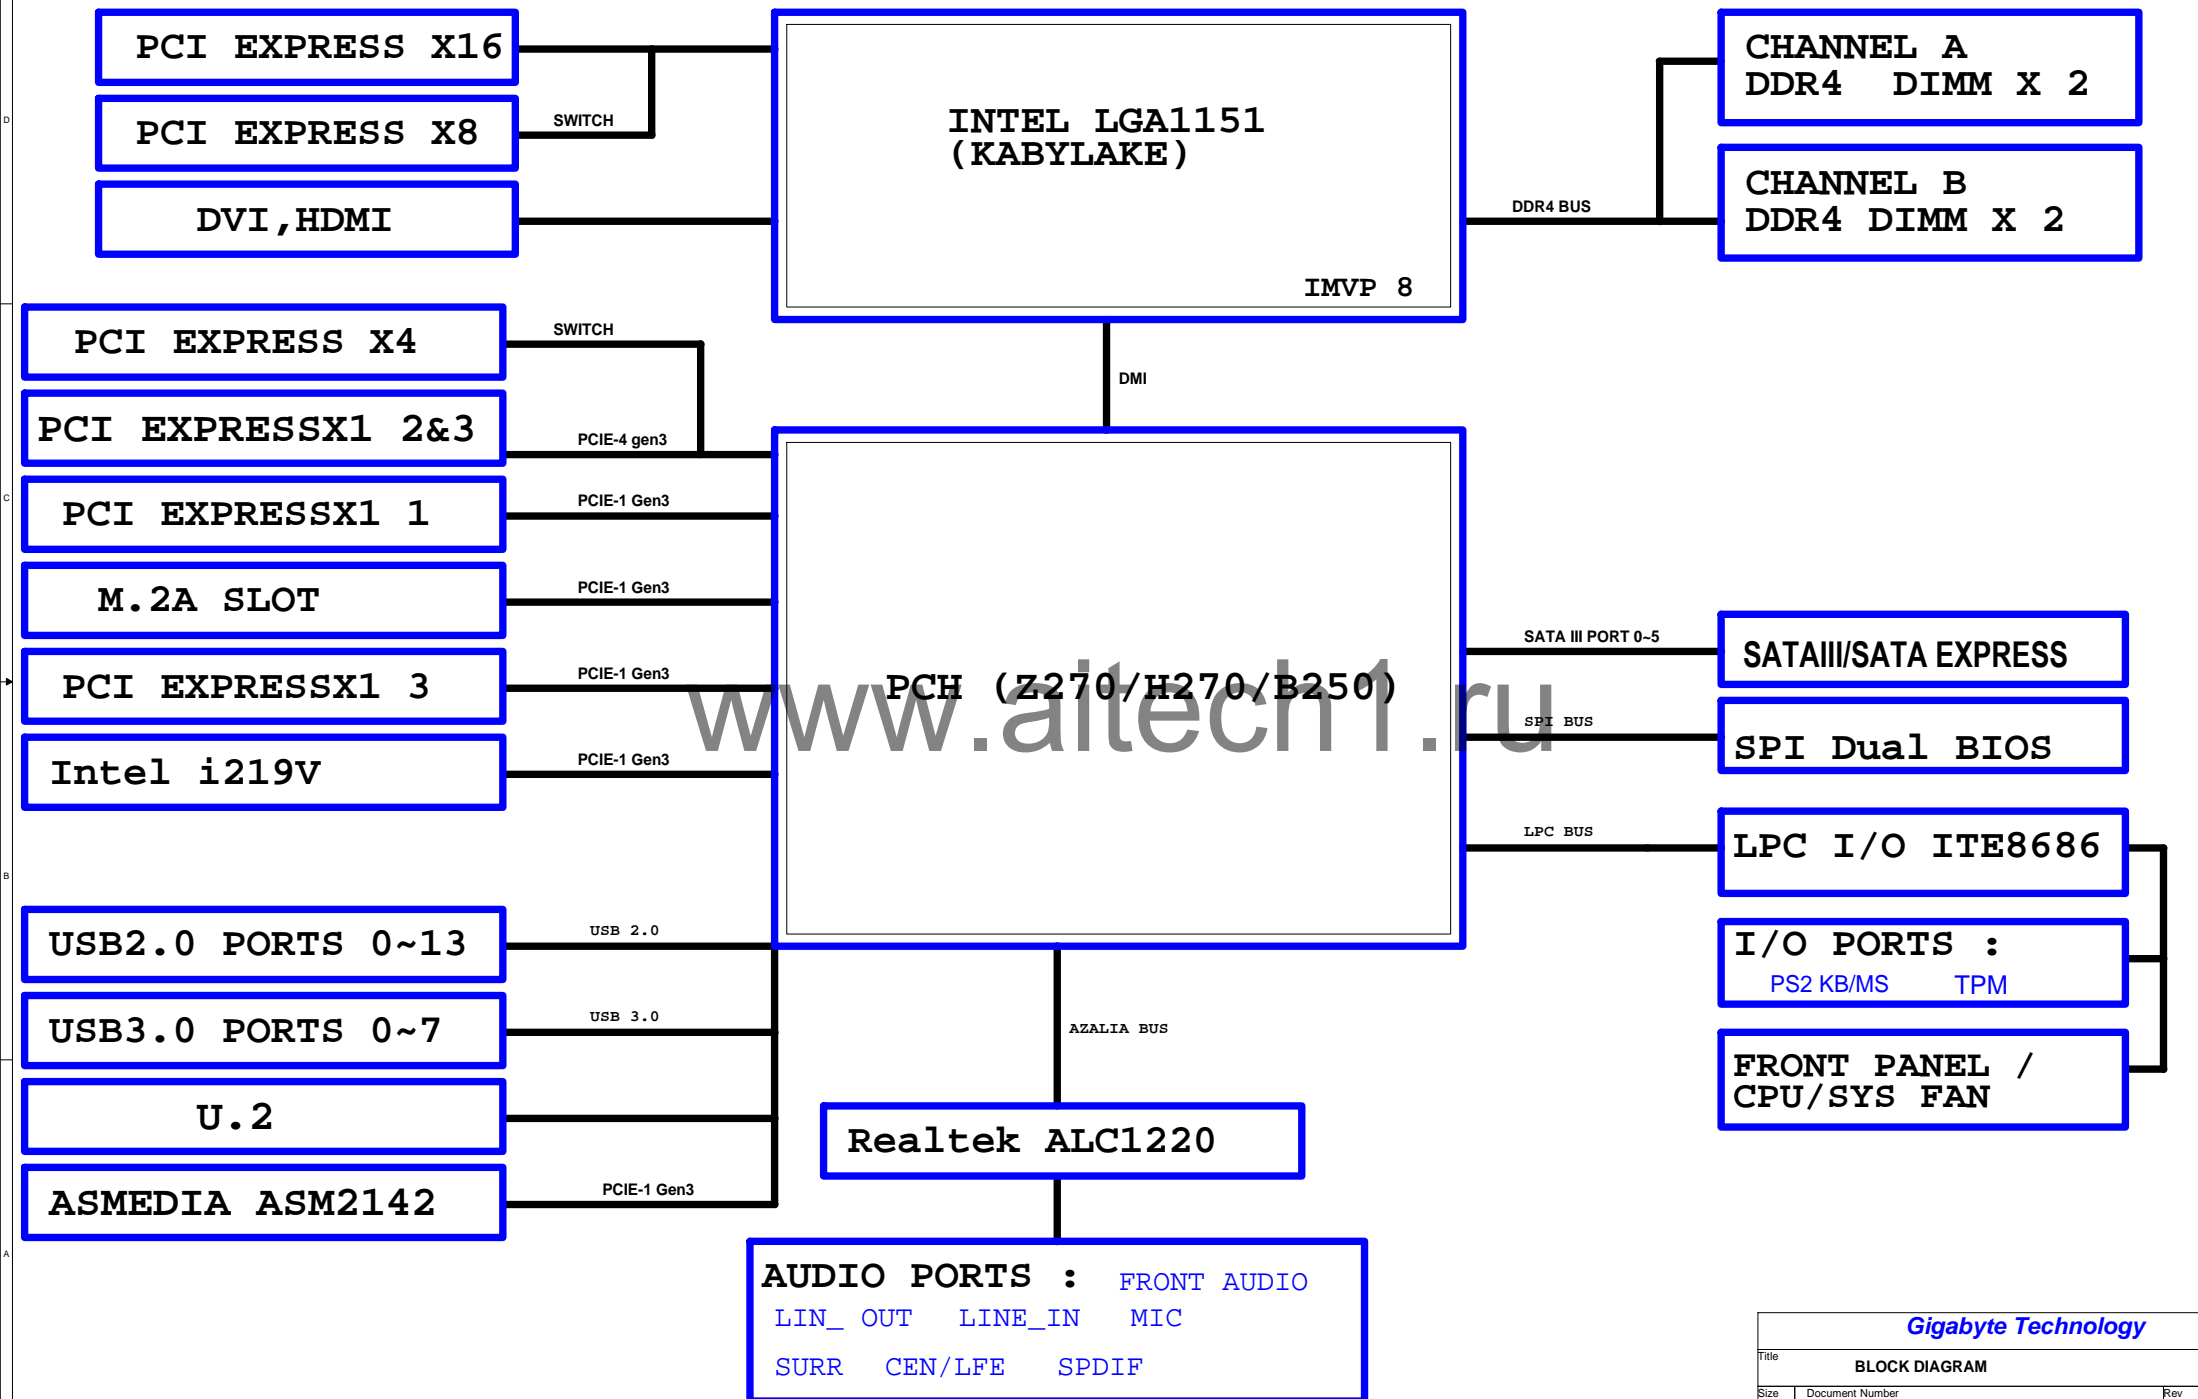 PCI EXPRESS X16
PCI EXPRESS X8
SWITCH
DVI,HDMI
INTEL LGA1151
(KABYLAKE)
IMVP 8
CHANNEL A
DDR4 DIMM X 2
CHANNEL B
DDR4 DIMM X 2
DDR4 BUS
PCI EXPRESS X4
SWITCH
DMI
PCI EXPRESSX1 2&3
PCIE-4 gen3
PCI EXPRESSX1 1
PCIE-1 Gen3
M.2A SLOT
PCIE-1 Gen3
PCI EXPRESSX1 3
PCIE-1 Gen3
Intel i219V
PCIE-1 Gen3
PCH (Z270/H270/B250)
www.aitech1.ru
SATA III PORT 0~5
SATAIII/SATA EXPRESS
SPI BUS
SPI Dual BIOS
LPC BUS
LPC I/O ITE8686
I/O PORTS :
PS2 KB/MS TPM
FRONT PANEL /
CPU/SYS FAN
USB2.0 PORTS 0~13
USB 2.0
USB3.0 PORTS 0~7
USB 3.0
U.2
ASMEDIA ASM2142
PCIE-1 Gen3
AZALIA BUS
Realtek ALC1220
AUDIO PORTS : FRONT AUDIO
LIN_ OUT LINE_IN MIC
SURR CEN/LFE SPDIF
D
C
B
A
Gigabyte Technology
Title
BLOCK DIAGRAM
Size Document Number Rev